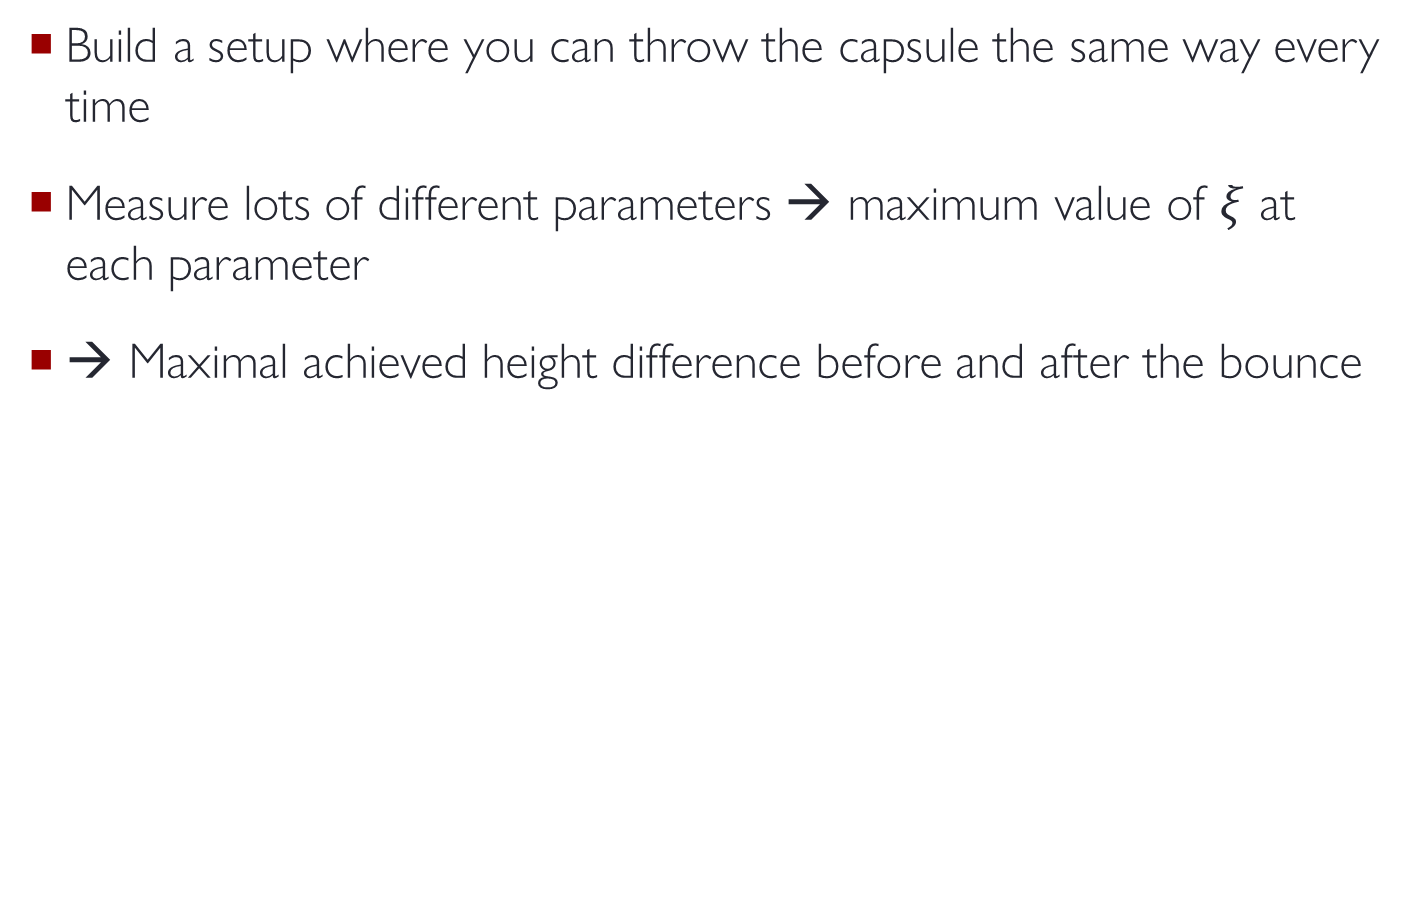 ▪ Build a setup where you can throw the capsule the same way every
time
▪ Measure lots of different parameters → maximum value of ξ at
each parameter
▪ → Maximal achieved height difference before and after the bounce